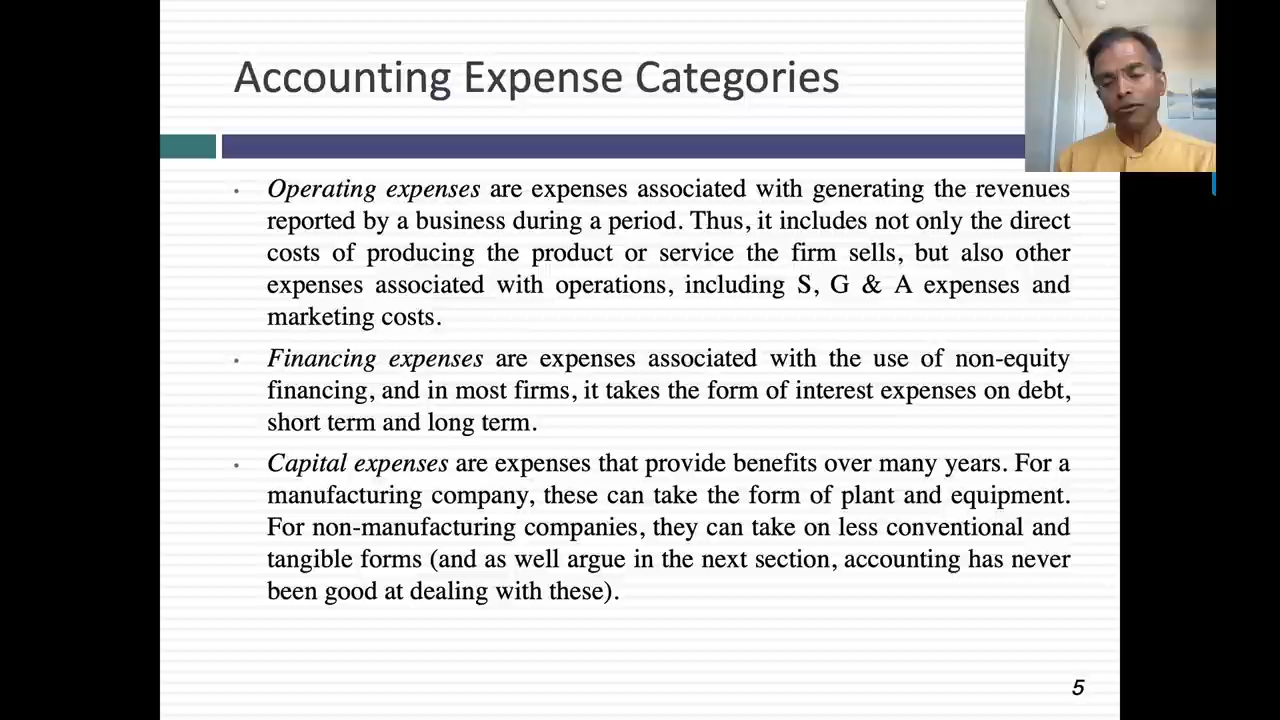 Accounting Expense Categories
• Operating expenses are expenses associated with generating the revenues
reported by a business during a period. Thus, it includes not only the direct
costs of producing the product or service the firm sells, but also other
expenses associated with operations, including S, G & A expenses and
marketing costs.
• Financing expenses are expenses associated with the use of non-equity
financing, and in most firms, it takes the form of interest expenses on debt,
short term and long term.
• Capital expenses are expenses that provide benefits over many years. For a
manufacturing company, these can take the form of plant and equipment.
For non-manufacturing companies, they can take on less conventional and
tangible forms (and as well argue in the next section, accounting has never
been good at dealing with these).
5